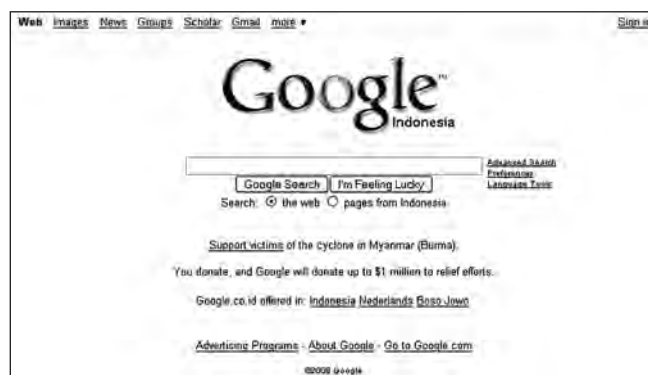 Web Images News Groups Scholar Gmail more ▼ Sign in
Google™
Indonesia
Advanced Search
Preferences
Language Tools
Google Search I'm Feeling Lucky
Search: the web pages from Indonesia
Support victims of the cyclone in Myanmar (Burma).
You donate, and Google will donate up to $1 million to relief efforts.
Google.co.id offered in: Indonesia Nederlands Boso Jowo
Advertising Programs - About Google - Go to Google.com
©2008 Google